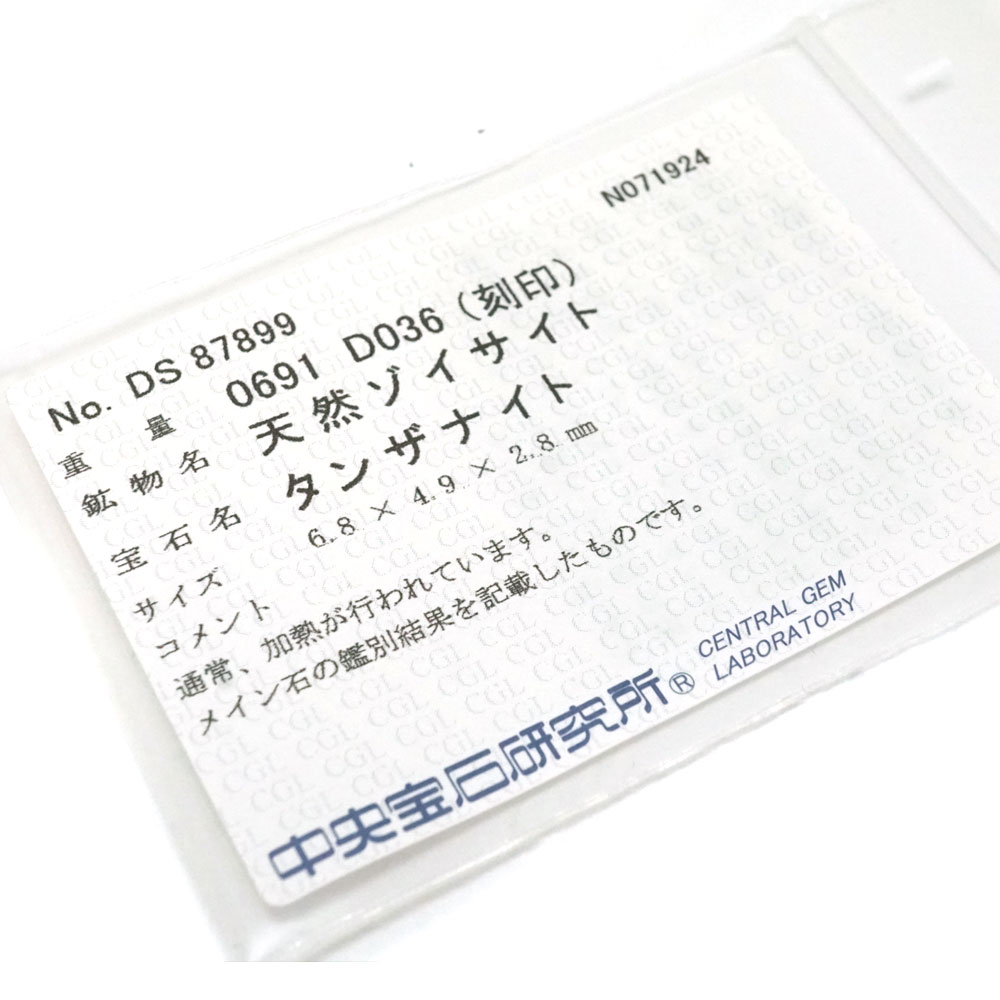 N071924
No. DS 87899
重量 0691 D036 (刻印)
鉱物名 天然ゾイサイト
宝石名 タンザナイト
サイズ 6.8 × 4.9 × 2.8 mm
コメント
通常、加熱が行われています。
メイン石の鑑別結果を記載したものです。
中央宝石研究所® CENTRAL GEM
LABORATORY